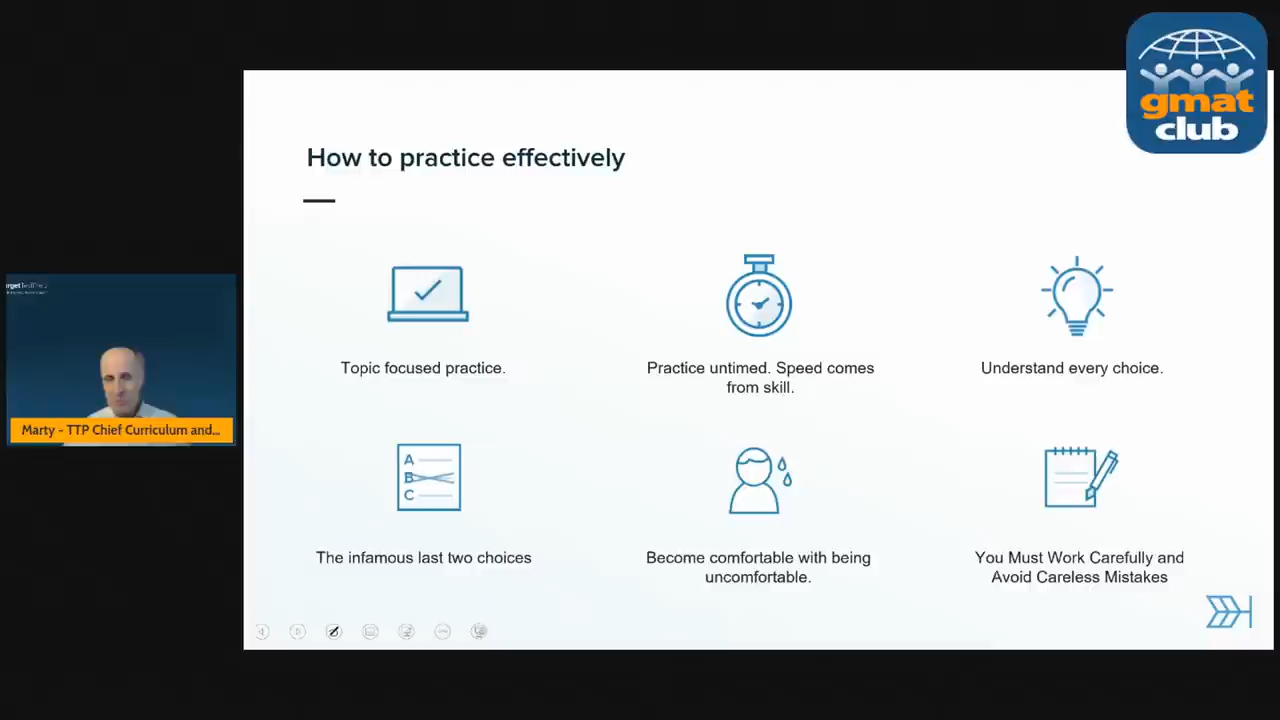 gmat
club
How to practice effectively
Topic focused practice.
Practice untimed. Speed comes
from skill.
Understand every choice.
A
B
C
The infamous last two choices
Become comfortable with being
uncomfortable.
You Must Work Carefully and
Avoid Careless Mistakes
Marty - TTP Chief Curriculum and...